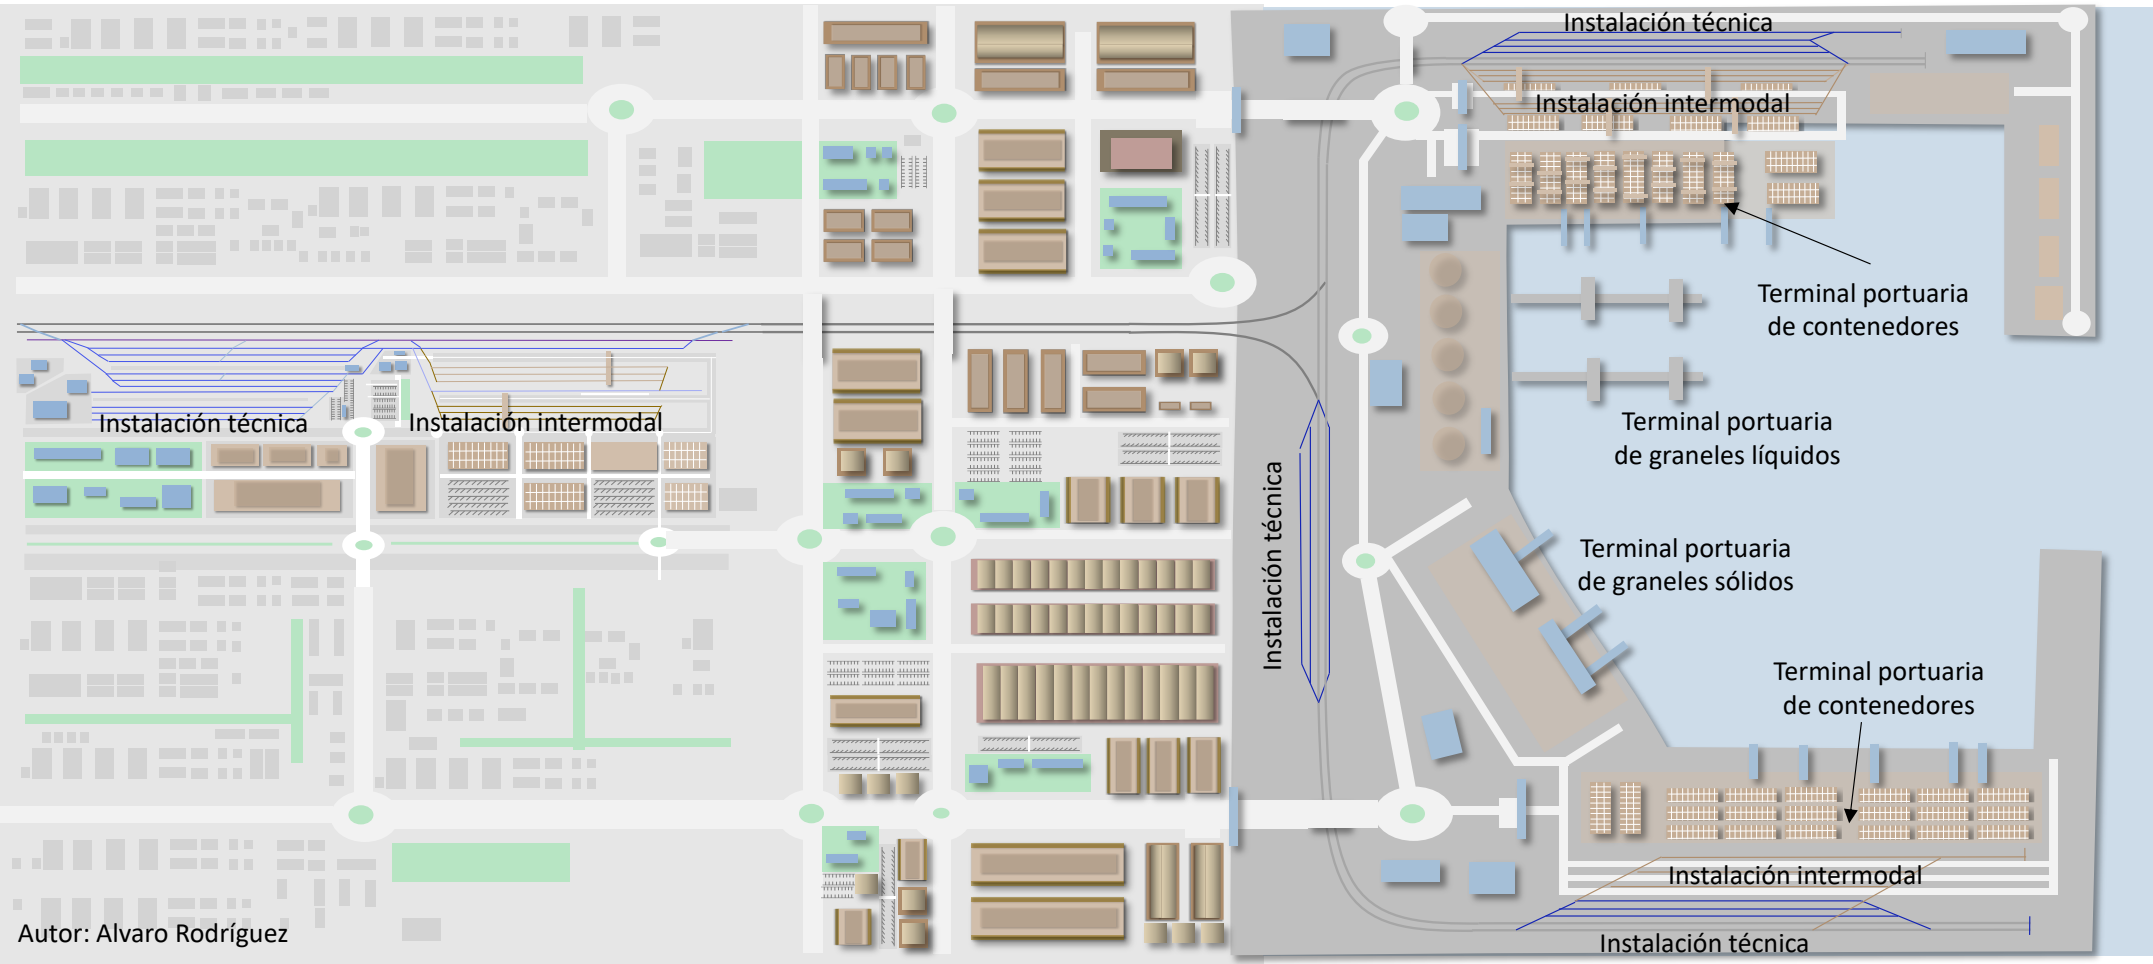 Instalación técnica
Instalación intermodal
Terminal portuaria
de contenedores
Instalación técnica
Instalación intermodal
Terminal portuaria
de graneles líquidos
Instalación técnica
Terminal portuaria
de graneles sólidos
Terminal portuaria
de contenedores
Instalación intermodal
Autor: Alvaro Rodríguez
Instalación técnica